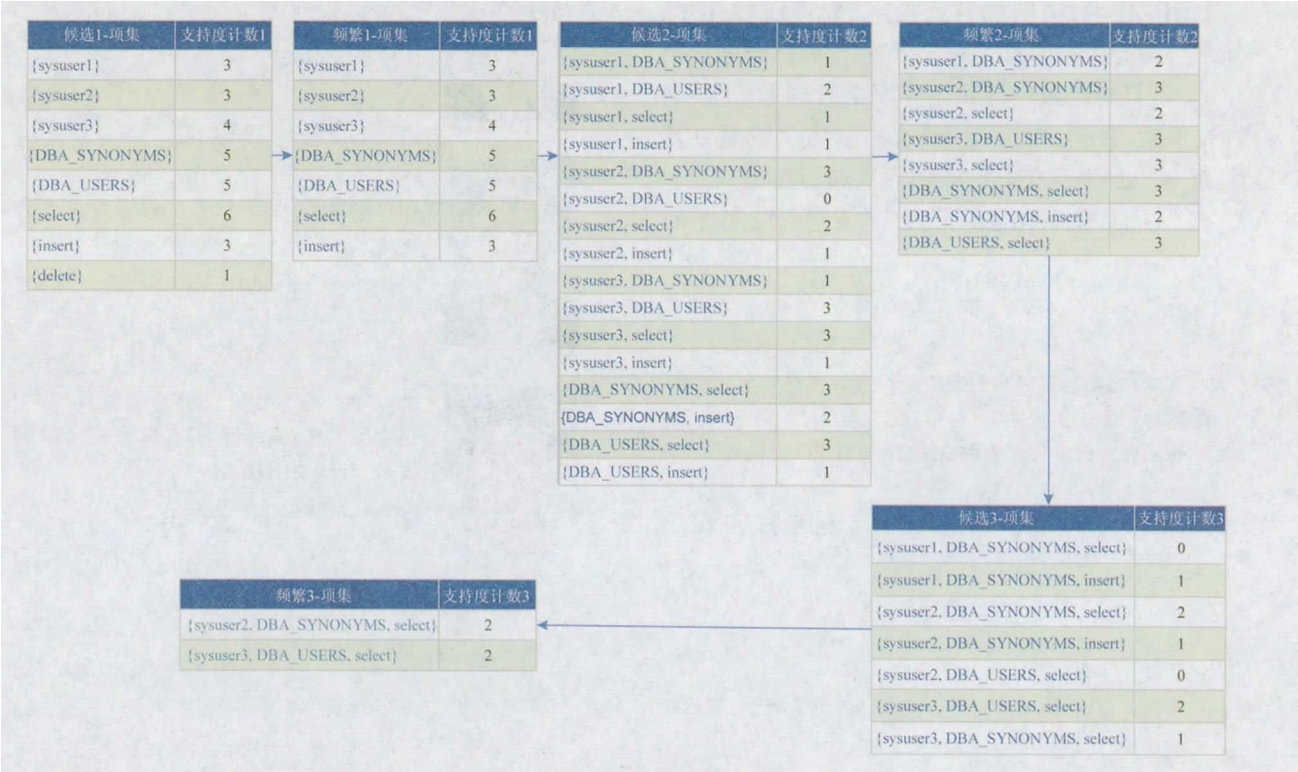 候选1-项集 支持度计数1
{sysuser1} 3
{sysuser2} 3
{sysuser3} 4
{DBA_SYNONYMS} 5
{DBA_USERS} 5
{select} 6
{insert} 3
{delete} 1
频繁1-项集 支持度计数1
{sysuser1} 3
{sysuser2} 3
{sysuser3} 4
{DBA_SYNONYMS} 5
{DBA_USERS} 5
{select} 6
{insert} 3
候选2-项集 支持度计数2
{sysuser1, DBA_SYNONYMS} 1
{sysuser1, DBA_USERS} 2
{sysuser1, select} 1
{sysuser1, insert} 1
{sysuser2, DBA_SYNONYMS} 3
{sysuser2, DBA_USERS} 0
{sysuser2, select} 2
{sysuser2, insert} 1
{sysuser3, DBA_SYNONYMS} 1
{sysuser3, DBA_USERS} 3
{sysuser3, select} 3
{sysuser3, insert} 1
{DBA_SYNONYMS, select} 3
{DBA_SYNONYMS, insert} 2
{DBA_USERS, select} 3
{DBA_USERS, insert} 1
频繁2-项集 支持度计数2
{sysuser1, DBA_SYNONYMS} 2
{sysuser2, DBA_SYNONYMS} 3
{sysuser2, select} 2
{sysuser3, DBA_USERS} 3
{sysuser3, select} 3
{DBA_SYNONYMS, select} 3
{DBA_SYNONYMS, insert} 2
{DBA_USERS, select} 3
候选3-项集 支持度计数3
{sysuser1, DBA_SYNONYMS, select} 0
{sysuser1, DBA_SYNONYMS, insert} 1
{sysuser2, DBA_SYNONYMS, select} 2
{sysuser2, DBA_SYNONYMS, insert} 1
{sysuser2, DBA_USERS, select} 0
{sysuser3, DBA_USERS, select} 2
{sysuser3, DBA_SYNONYMS, select} 1
频繁3-项集 支持度计数3
{sysuser2, DBA_SYNONYMS, select} 2
{sysuser3, DBA_USERS, select} 2